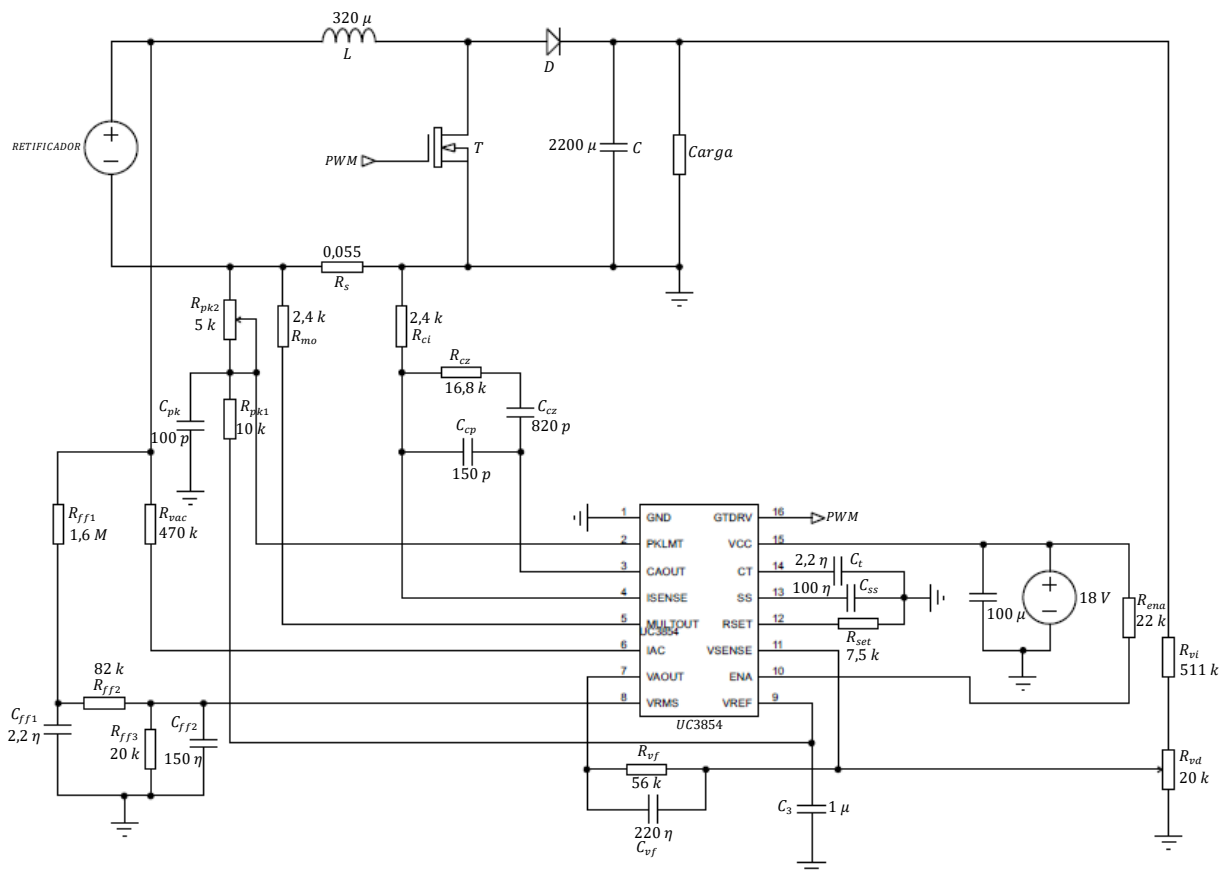 320 μ
L
D
RETIFICADOR
+
−
PWM
T
2200 μ
C
Carga
0,055
R_s
R_pk2
5 k
2,4 k
R_mo
2,4 k
R_ci
R_cz
16,8 k
C_cz
820 p
C_cp
150 p
C_pk
100 p
R_pk1
10 k
R_ff1
1,6 M
R_vac
470 k
1 GND
2 PKLMT
3 CAOUT
4 ISENSE
5 MULTOUT
UC3854
6 IAC
7 VAOUT
8 VRMS
GTDRV 16
VCC 15
CT 14
SS 13
RSET 12
VSENSE 11
ENA 10
VREF 9
UC3854
PWM
2,2 η
C_t
100 η
C_ss
R_set
7,5 k
100 μ
+
−
18 V
R_ena
22 k
R_vi
511 k
82 k
R_ff2
C_ff1
2,2 η
R_ff3
20 k
C_ff2
150 η
R_vf
56 k
220 η
C_vf
C_3
1 μ
R_vd
20 k